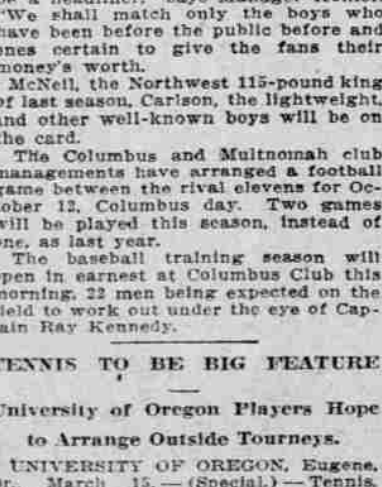 "We shall match only the boys who
have been before the public before and
ones certain to give the fans their
money's worth.
McNeil, the Northwest 115-pound king
of last season, Carlson, the lightweight,
and other well-known boys will be on
the card.
The Columbus and Multnomah club
managements have arranged a football
game between the rival elevens for Oc-
tober 12, Columbus day. Two games
will be played this season, instead of
one, as last year.
The baseball training season will
open in earnest at Columbus Club this
morning, 22 men being expected on the
field to work out under the eye of Cap-
tain Ray Kennedy.
TENNIS TO BE BIG FEATURE
University of Oregon Players Hope
to Arrange Outside Tourneys.
UNIVERSITY OF OREGON, Eugene,
Or., March 15.—(Special.)—Tennis,